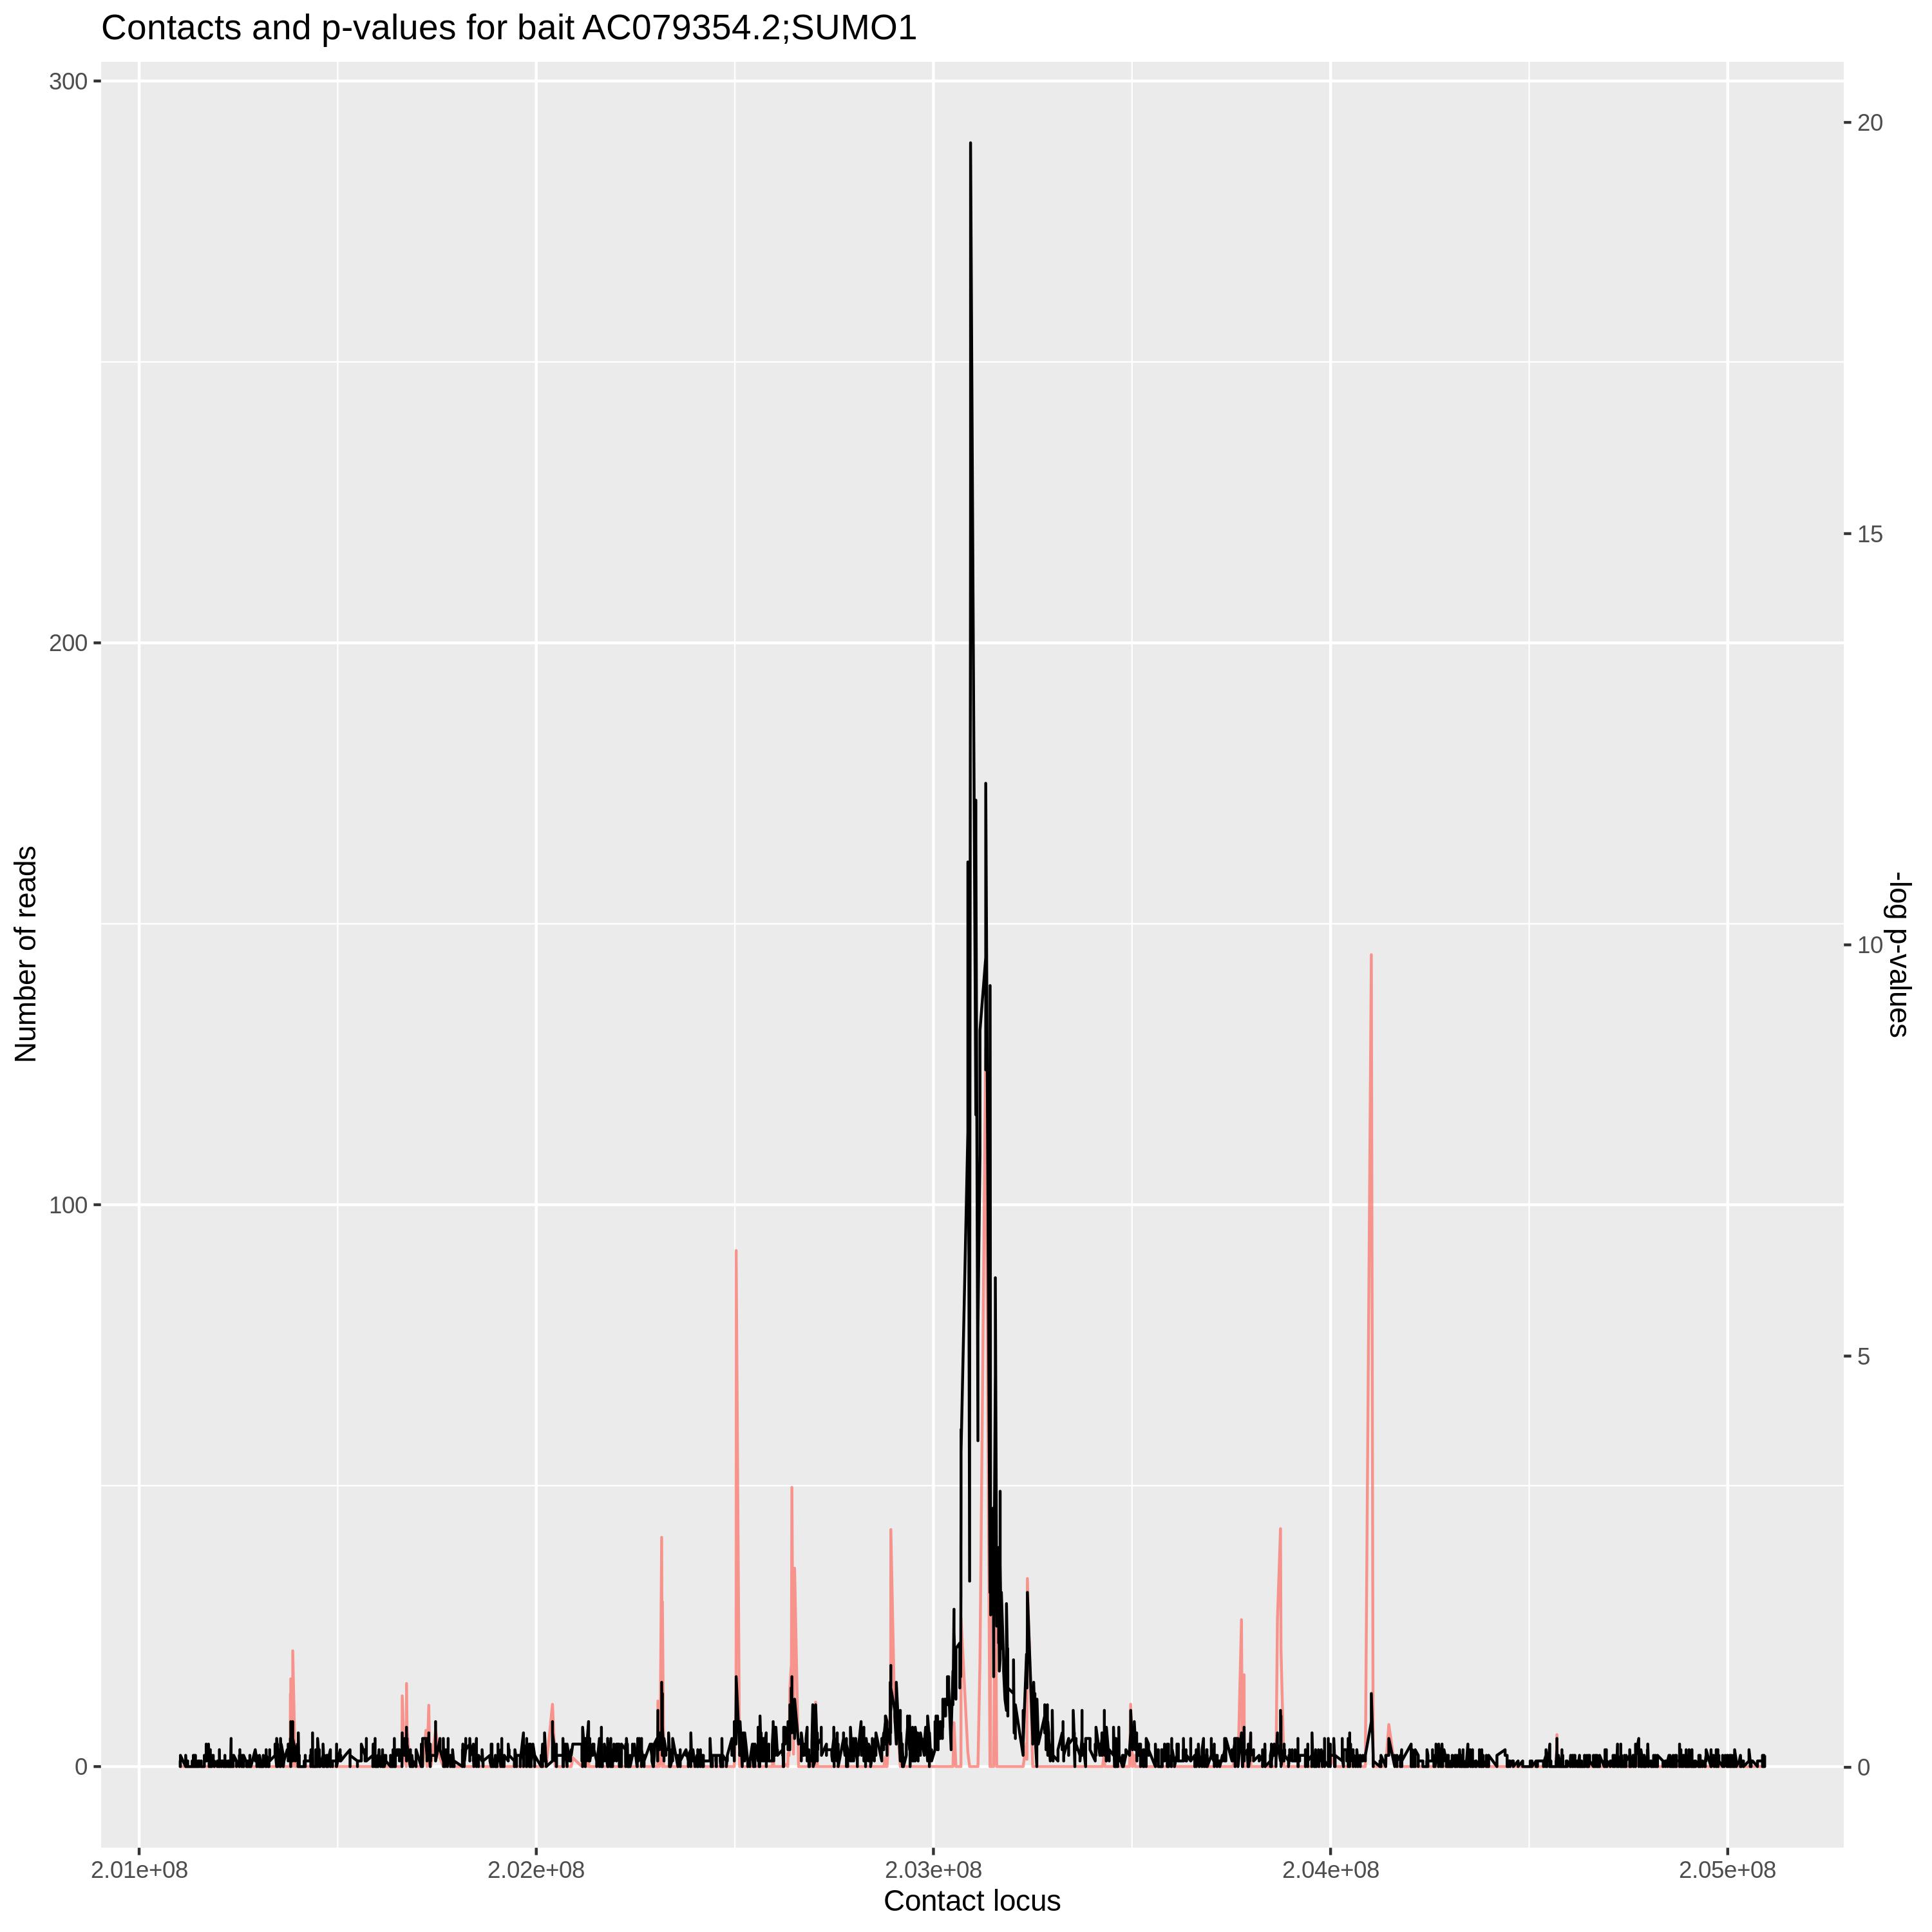 Contacts and p-values for bait AC079354.2;SUMO1
300
200
100
0
Number of reads
20
15
10
5
0
-log p-values
2.01e+08
2.02e+08
2.03e+08
2.04e+08
2.05e+08
Contact locus